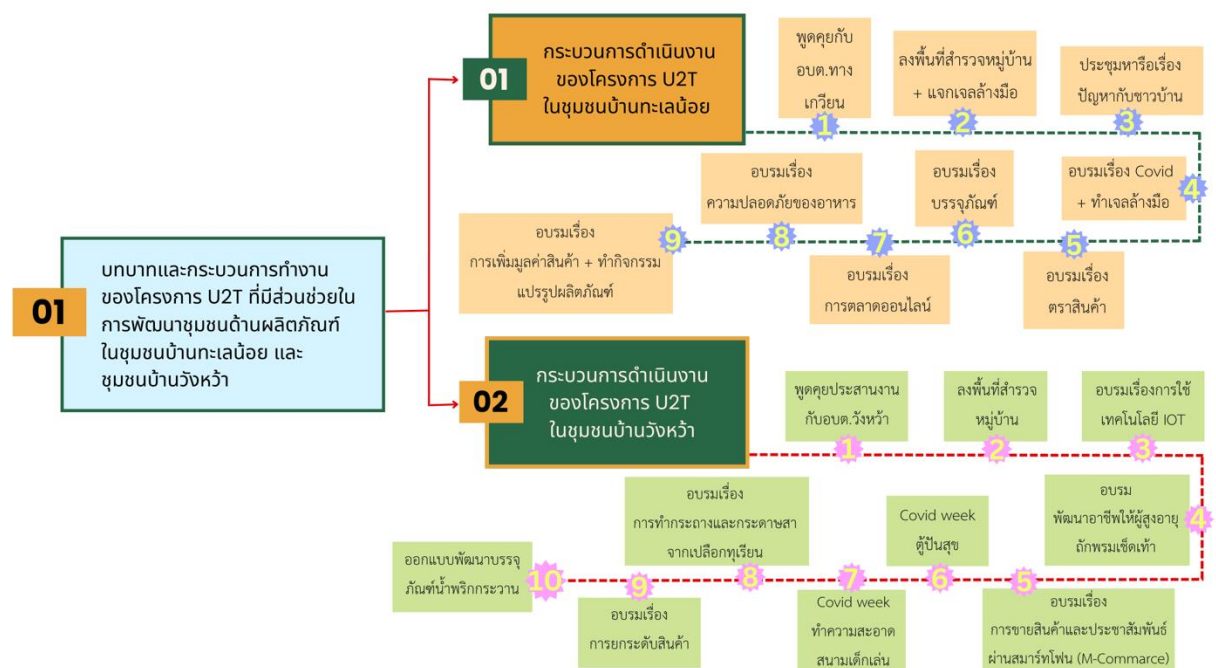 01
บทบาทและกระบวนการทำงาน
ของโครงการ U2T ที่มีส่วนช่วยใน
การพัฒนาชุมชนด้านผลิตภัณฑ์
ในชุมชนบ้านทะเลน้อย และ
ชุมชนบ้านวังหว้า
01
กระบวนการดำเนินงาน
ของโครงการ U2T
ในชุมชนบ้านทะเลน้อย
พูดคุยกับ
อบต.ทาง
เกวียน
1
ลงพื้นที่สำรวจหมู่บ้าน
+ แจกเจลล้างมือ
2
ประชุมหารือเรื่อง
ปัญหากับชาวบ้าน
3
อบรมเรื่อง Covid
+ ทำเจลล้างมือ
4
5
อบรมเรื่อง
ตราสินค้า
อบรมเรื่อง
บรรจุภัณฑ์
6
7
อบรมเรื่อง
การตลาดออนไลน์
อบรมเรื่อง
ความปลอดภัยของอาหาร
8
อบรมเรื่อง
การเพิ่มมูลค่าสินค้า + ทำกิจกรรม
แปรรูปผลิตภัณฑ์
9
02
กระบวนการดำเนินงาน
ของโครงการ U2T
ในชุมชนบ้านวังหว้า
พูดคุยประสานงาน
กับอบต.วังหว้า
1
ลงพื้นที่สำรวจ
หมู่บ้าน
2
อบรมเรื่องการใช้
เทคโนโลยี IOT
3
อบรม
พัฒนาอาชีพให้ผู้สูงอายุ
ถักพรมเช็ดเท้า
4
5
อบรมเรื่อง
การขายสินค้าและประชาสัมพันธ์
ผ่านสมาร์ทโฟน (M-Commarce)
Covid week
ตู้ปันสุข
6
7
Covid week
ทำความสะอาด
สนามเด็กเล่น
อบรมเรื่อง
การทำกระถางและกระดาษสา
จากเปลือกทุเรียน
8
9
อบรมเรื่อง
การยกระดับสินค้า
ออกแบบพัฒนาบรรจุ
ภัณฑ์น้ำพริกกระวาน
10